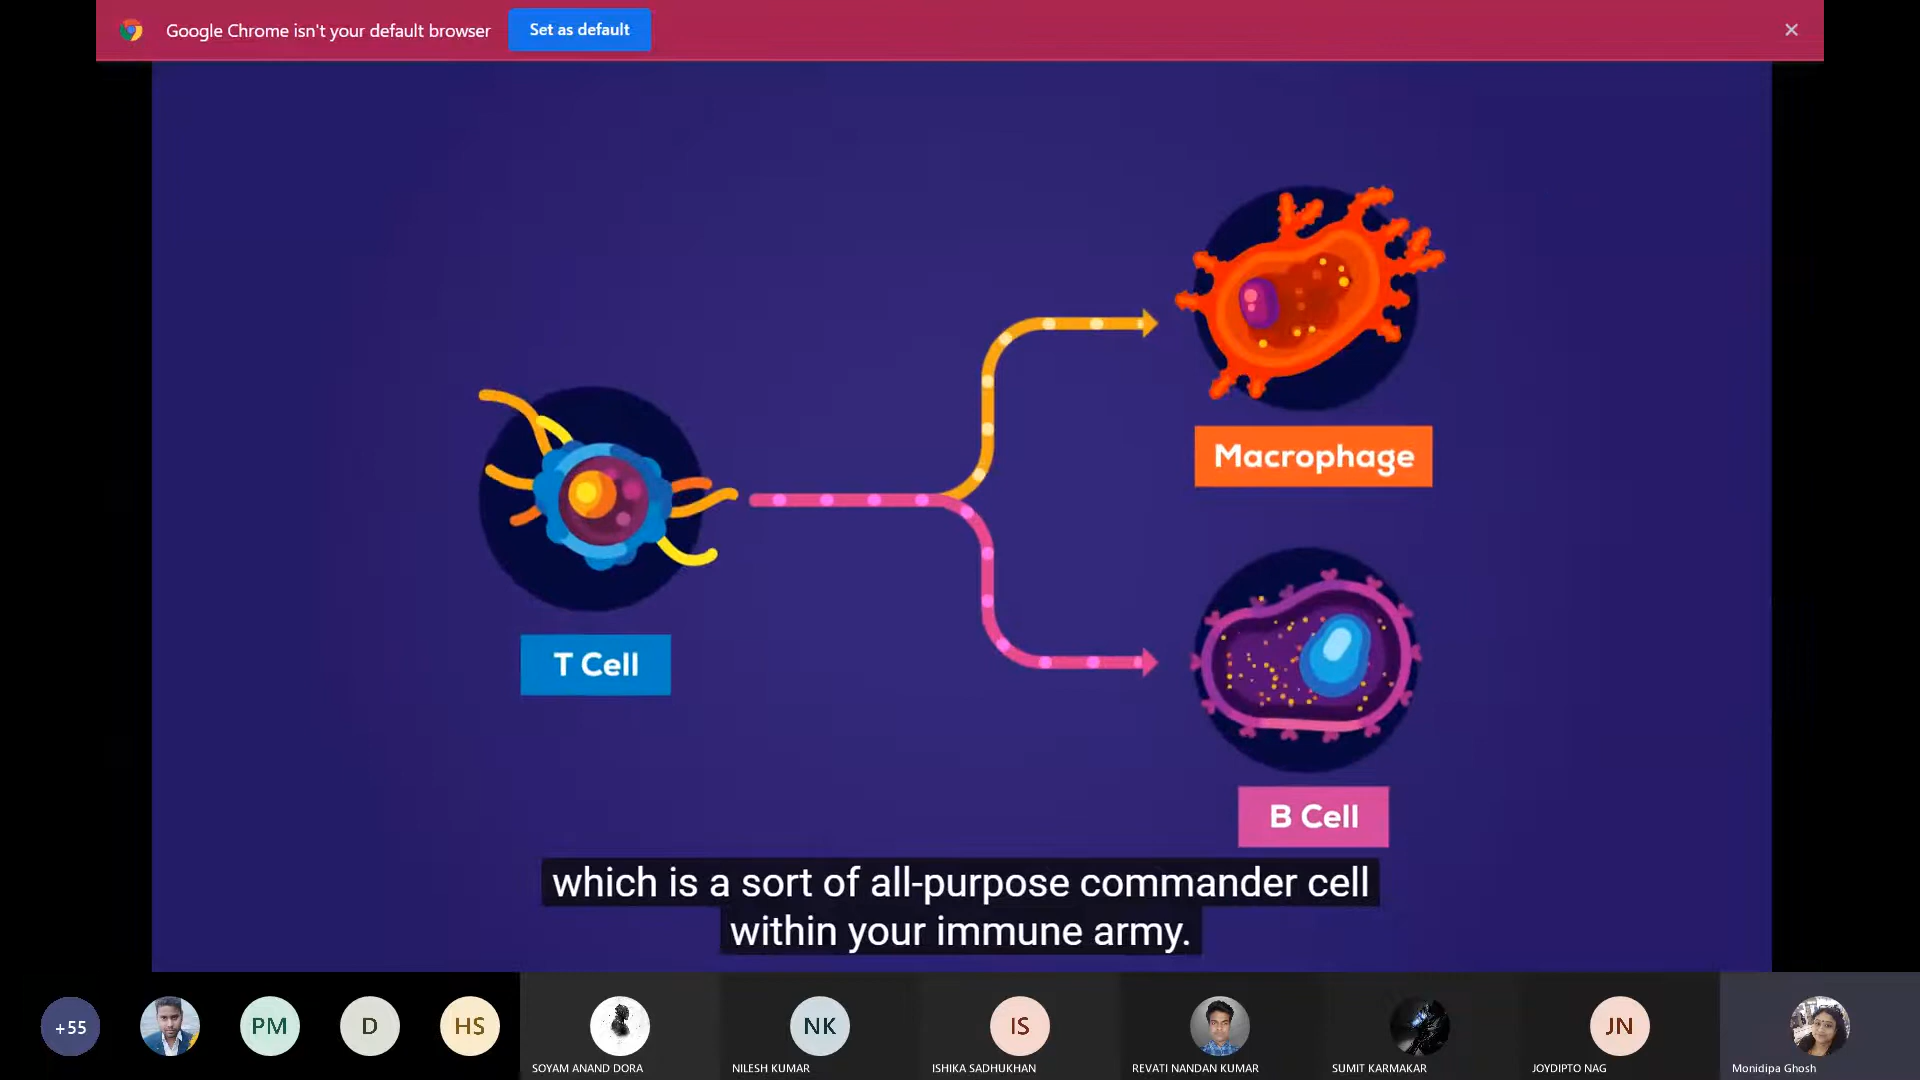 Google Chrome isn't your default browser
Set as default
Macrophage
T Cell
B Cell
which is a sort of all-purpose commander cell
within your immune army.
+55
PM
D
HS
NK
IS
JN
SOYAM ANAND DORA
NILESH KUMAR
ISHIKA SADHUKHAN
REVATI NANDAN KUMAR
SUMIT KARMAKAR
JOYDIPTO NAG
Monidipa Ghosh